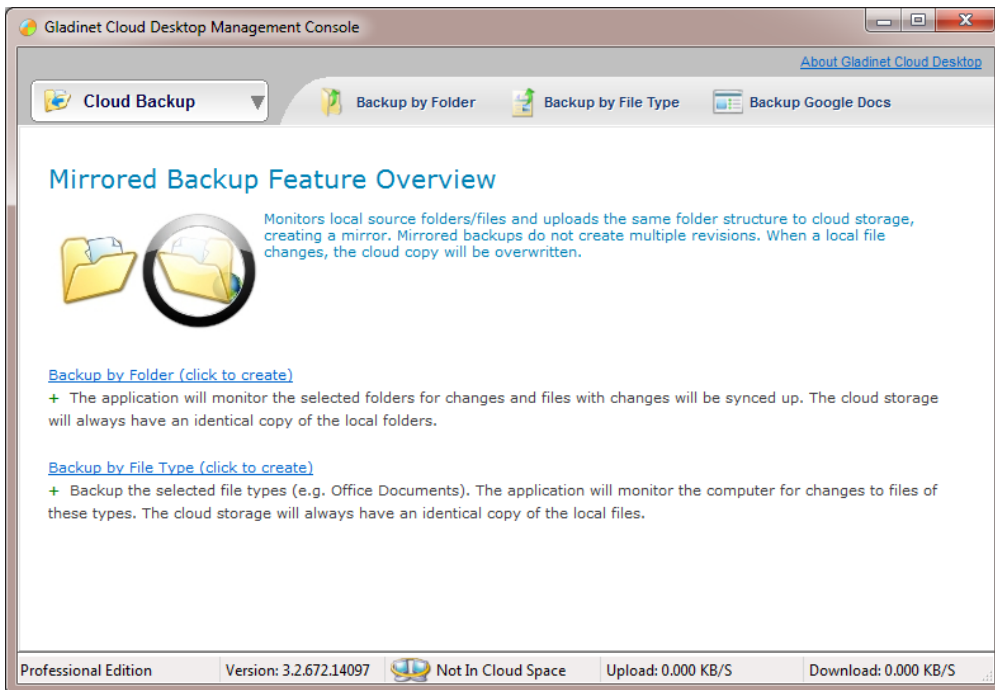 Gladinet Cloud Desktop Management Console
About Gladinet Cloud Desktop
Cloud Backup
Backup by Folder
Backup by File Type
Backup Google Docs
Mirrored Backup Feature Overview
Monitors local source folders/files and uploads the same folder structure to cloud storage,
creating a mirror. Mirrored backups do not create multiple revisions. When a local file
changes, the cloud copy will be overwritten.
Backup by Folder (click to create)
+ The application will monitor the selected folders for changes and files with changes will be synced up. The cloud storage
will always have an identical copy of the local folders.
Backup by File Type (click to create)
+ Backup the selected file types (e.g. Office Documents). The application will monitor the computer for changes to files of
these types. The cloud storage will always have an identical copy of the local files.
Professional Edition
Version: 3.2.672.14097
Not In Cloud Space
Upload: 0.000 KB/S
Download: 0.000 KB/S